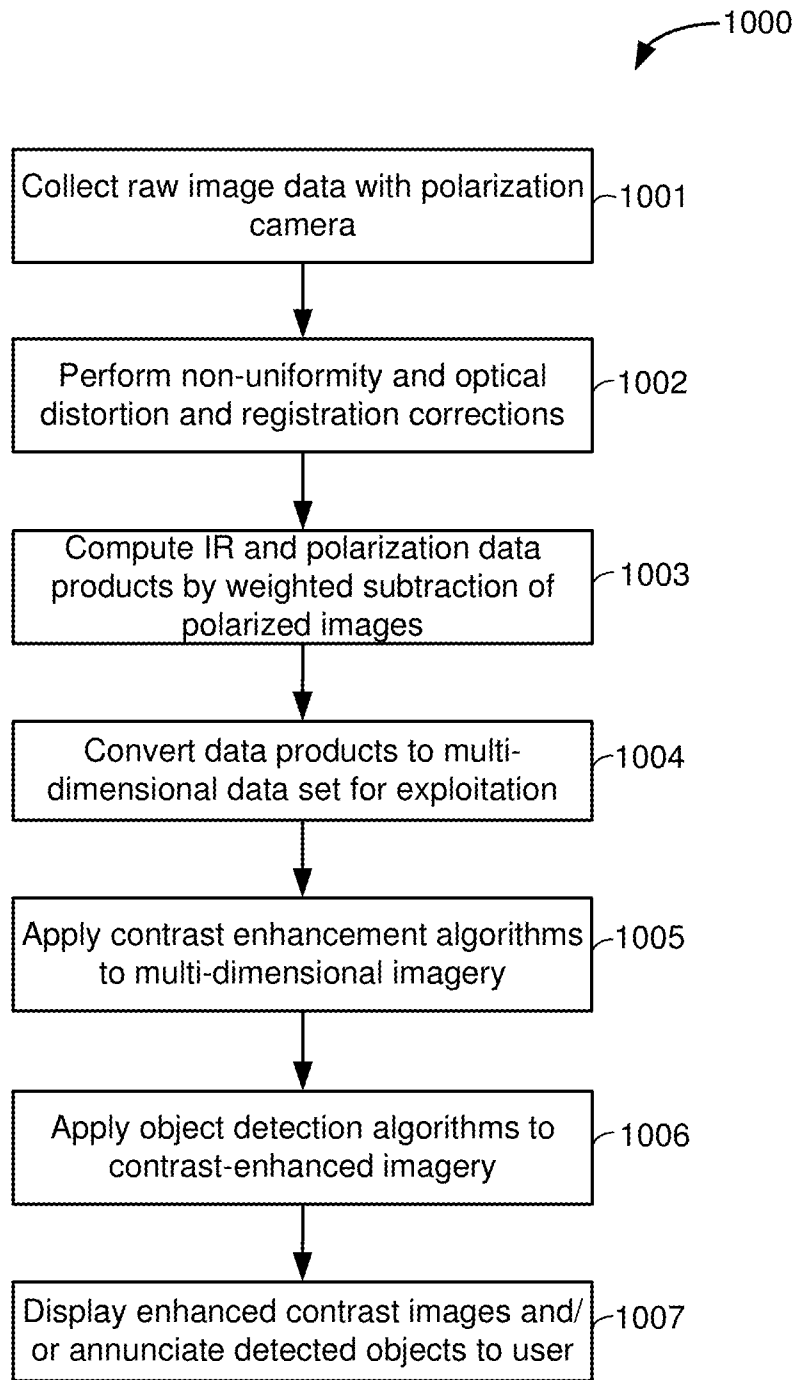 1000
Collect raw image data with polarization
camera
1001
Perform non-uniformity and optical
distortion and registration corrections
1002
Compute IR and polarization data
products by weighted subtraction of
polarized images
1003
Convert data products to multi-
dimensional data set for exploitation
1004
Apply contrast enhancement algorithms
to multi-dimensional imagery
1005
Apply object detection algorithms to
contrast-enhanced imagery
1006
Display enhanced contrast images and/
or annunciate detected objects to user
1007